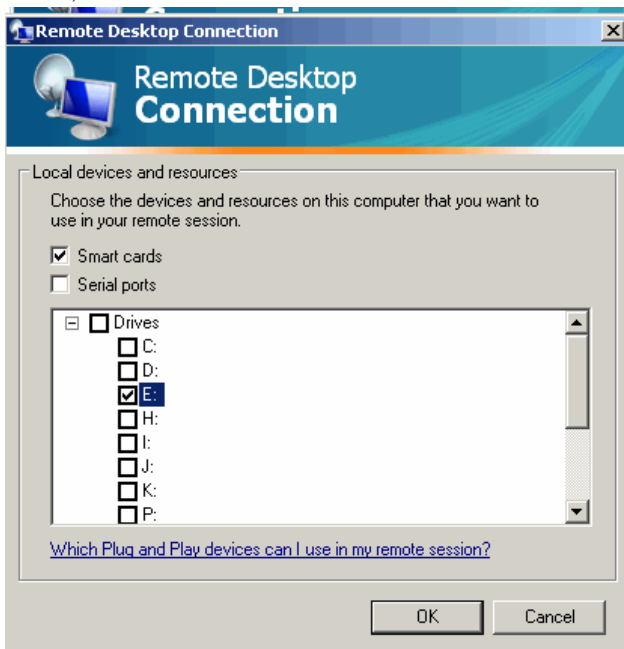 Remote Desktop Connection
Remote Desktop
Connection
Local devices and resources
Choose the devices and resources on this computer that you want to
use in your remote session.
Smart cards
Serial ports
Drives
C:
D:
E:
H:
I:
J:
K:
P:
Which Plug and Play devices can I use in my remote session?
OK Cancel